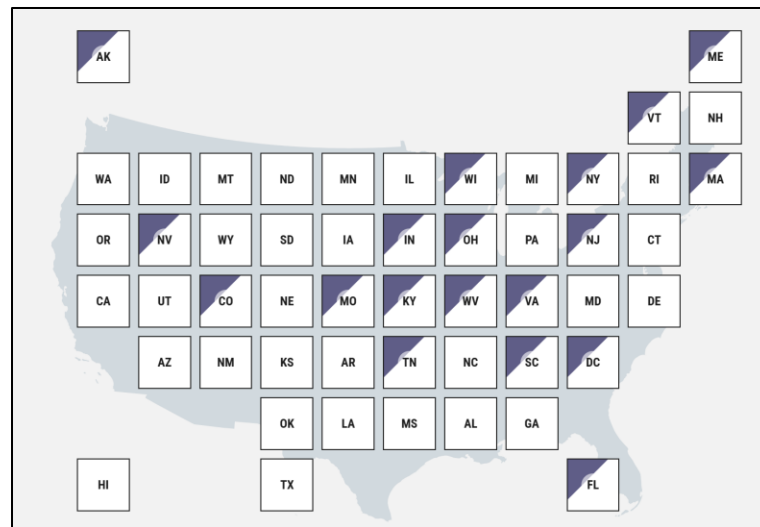 AK ME
VT NH
WA ID MT ND MN IL WI MI NY RI MA
OR NV WY SD IA IN OH PA NJ CT
CA UT CO NE MO KY WV VA MD DE
AZ NM KS AR TN NC SC DC
OK LA MS AL GA
HI TX FL